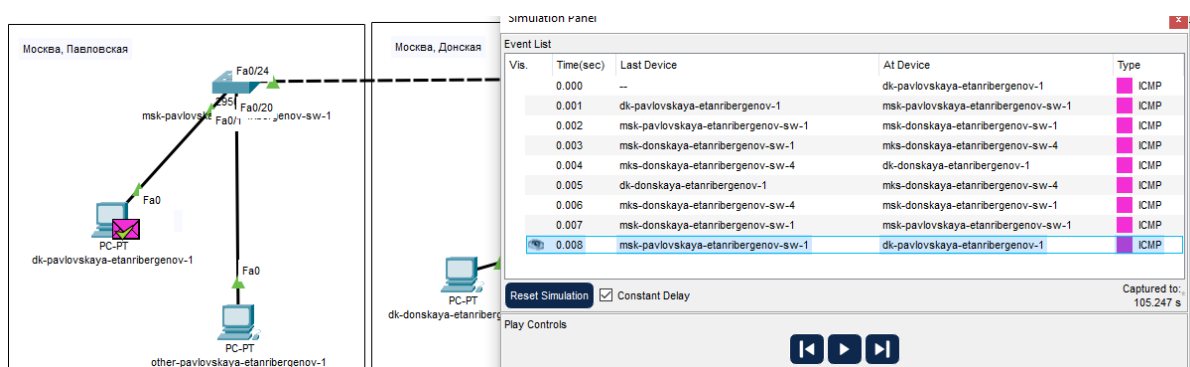 Москва, Павловская
Fa0/24
295
Fa0/20
Fa0/1
msk-pavlovsk
enov-sw-1
Fa0
PC-PT
dk-pavlovskaya-etanribergenov-1
Fa0
PC-PT
other-pavlovskaya-etanribergenov-1
Москва, Донская
PC-PT
dk-donskaya-etanriberg
Simulation Panel
x
Event List
Vis. Time(sec) Last Device At Device Type
0.000 -- dk-pavlovskaya-etanribergenov-1 ICMP
0.001 dk-pavlovskaya-etanribergenov-1 msk-pavlovskaya-etanribergenov-sw-1 ICMP
0.002 msk-pavlovskaya-etanribergenov-sw-1 msk-donskaya-etanribergenov-sw-1 ICMP
0.003 msk-donskaya-etanribergenov-sw-1 mks-donskaya-etanribergenov-sw-4 ICMP
0.004 mks-donskaya-etanribergenov-sw-4 dk-donskaya-etanribergenov-1 ICMP
0.005 dk-donskaya-etanribergenov-1 mks-donskaya-etanribergenov-sw-4 ICMP
0.006 mks-donskaya-etanribergenov-sw-4 msk-donskaya-etanribergenov-sw-1 ICMP
0.007 msk-donskaya-etanribergenov-sw-1 msk-pavlovskaya-etanribergenov-sw-1 ICMP
0.008 msk-pavlovskaya-etanribergenov-sw-1 dk-pavlovskaya-etanribergenov-1 ICMP
Reset Simulation Constant Delay
Captured to:
105.247 s
Play Controls